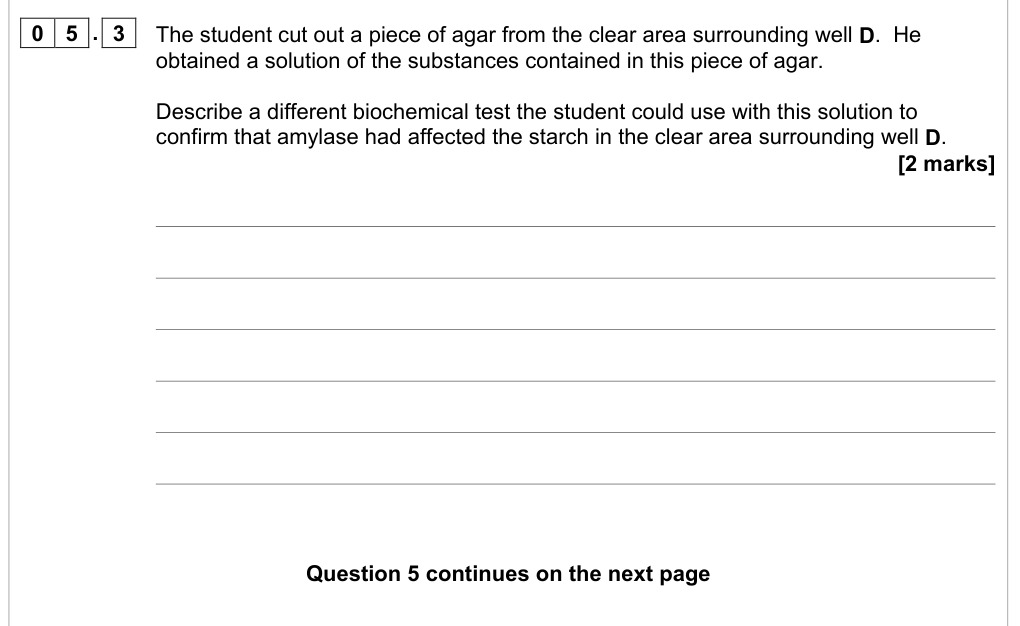 0 5 . 3 The student cut out a piece of agar from the clear area surrounding well D. He
obtained a solution of the substances contained in this piece of agar.
Describe a different biochemical test the student could use with this solution to
confirm that amylase had affected the starch in the clear area surrounding well D.
[2 marks]
Question 5 continues on the next page